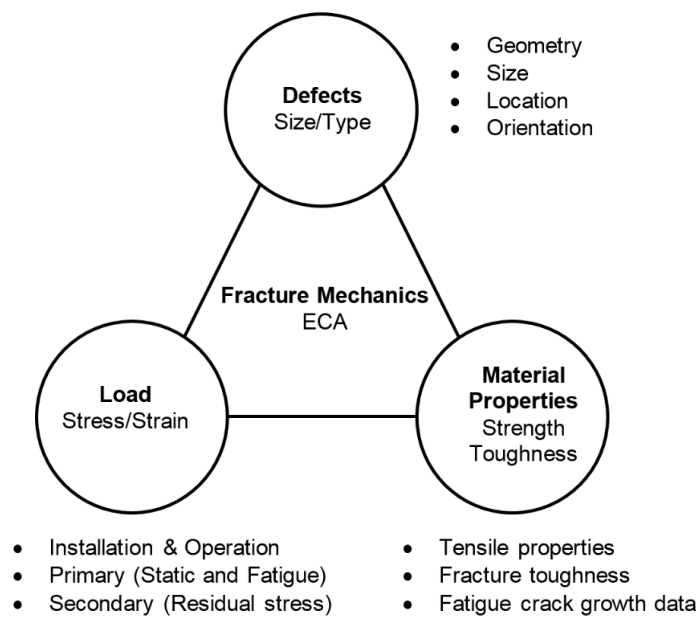 Defects
Size/Type
• Geometry
• Size
• Location
• Orientation
Fracture Mechanics
ECA
Load
Stress/Strain
Material
Properties
Strength
Toughness
• Installation & Operation
• Primary (Static and Fatigue)
• Secondary (Residual stress)
• Tensile properties
• Fracture toughness
• Fatigue crack growth data